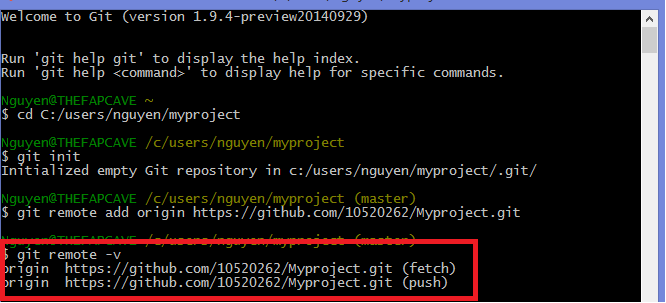 Welcome to Git (version 1.9.4-preview20140929)
Run 'git help git' to display the help index.
Run 'git help <command>' to display help for specific commands.
Nguyen@THEFAPCAVE ~
$ cd C:/users/nguyen/myproject
Nguyen@THEFAPCAVE /c/users/nguyen/myproject
$ git init
Initialized empty Git repository in c:/users/nguyen/myproject/.git/
Nguyen@THEFAPCAVE /c/users/nguyen/myproject (master)
$ git remote add origin https://github.com/10520262/Myproject.git
Nguyen@THEFAPCAVE /c/users/nguyen/myproject (master)
$ git remote -v
origin  https://github.com/10520262/Myproject.git (fetch)
origin  https://github.com/10520262/Myproject.git (push)